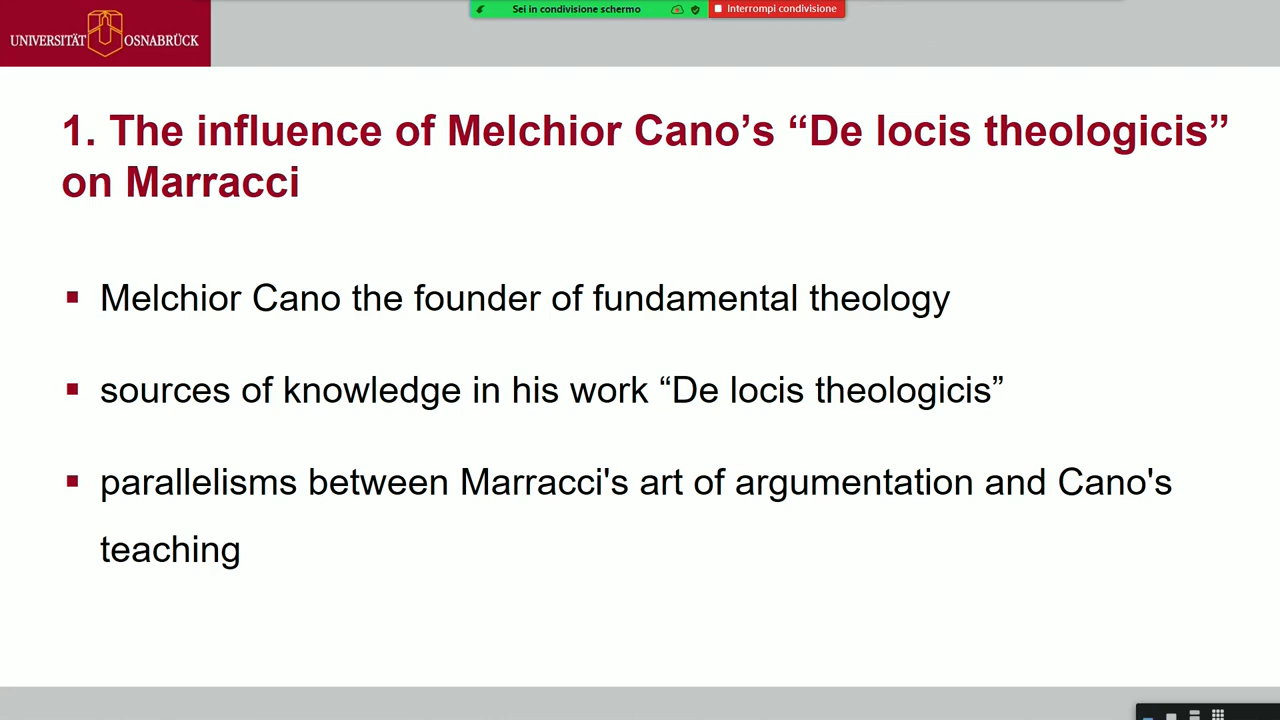 Sei in condivisione schermo
Interrompi condivisione
UNIVERSITÄT OSNABRÜCK
1. The influence of Melchior Cano’s “De locis theologicis”
on Marracci
Melchior Cano the founder of fundamental theology
sources of knowledge in his work “De locis theologicis”
parallelisms between Marracci's art of argumentation and Cano's
teaching